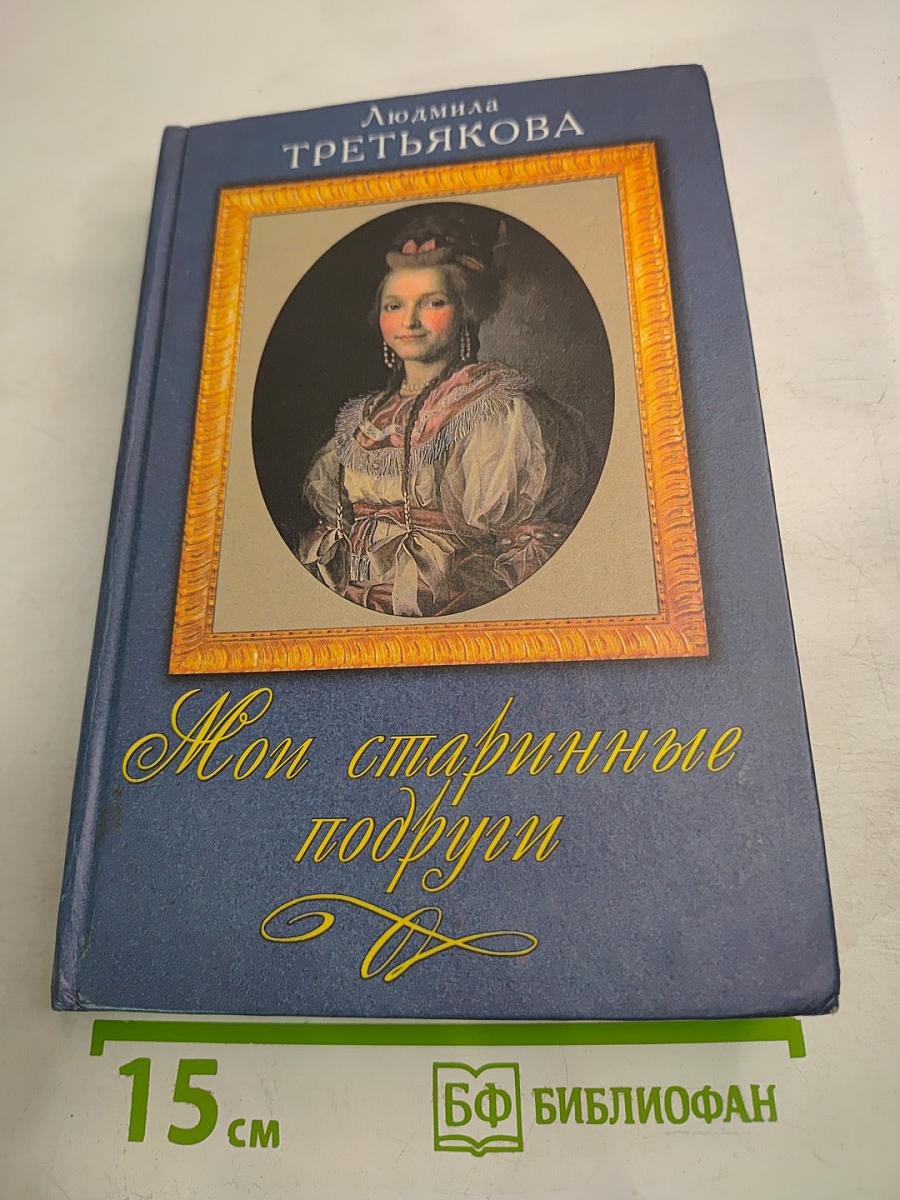 Людмила
ТРЕТЬЯКОВА
Мои старинные
подруги
15 см
БФ БИБЛИОФАН